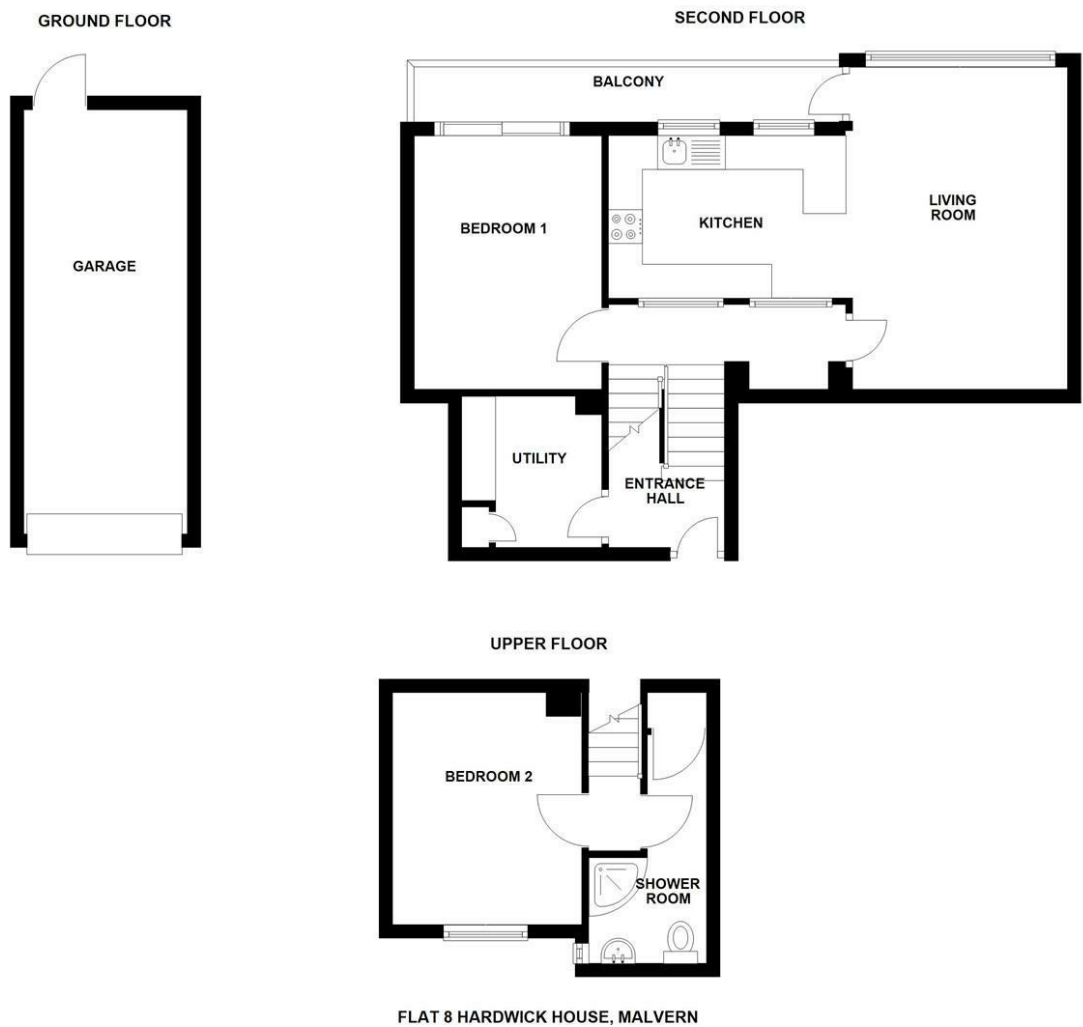 GROUND FLOOR
GARAGE
SECOND FLOOR
BALCONY
BEDROOM 1
KITCHEN
LIVING
ROOM
UTILITY
ENTRANCE
HALL
UPPER FLOOR
BEDROOM 2
SHOWER
ROOM
FLAT 8 HARDWICK HOUSE, MALVERN